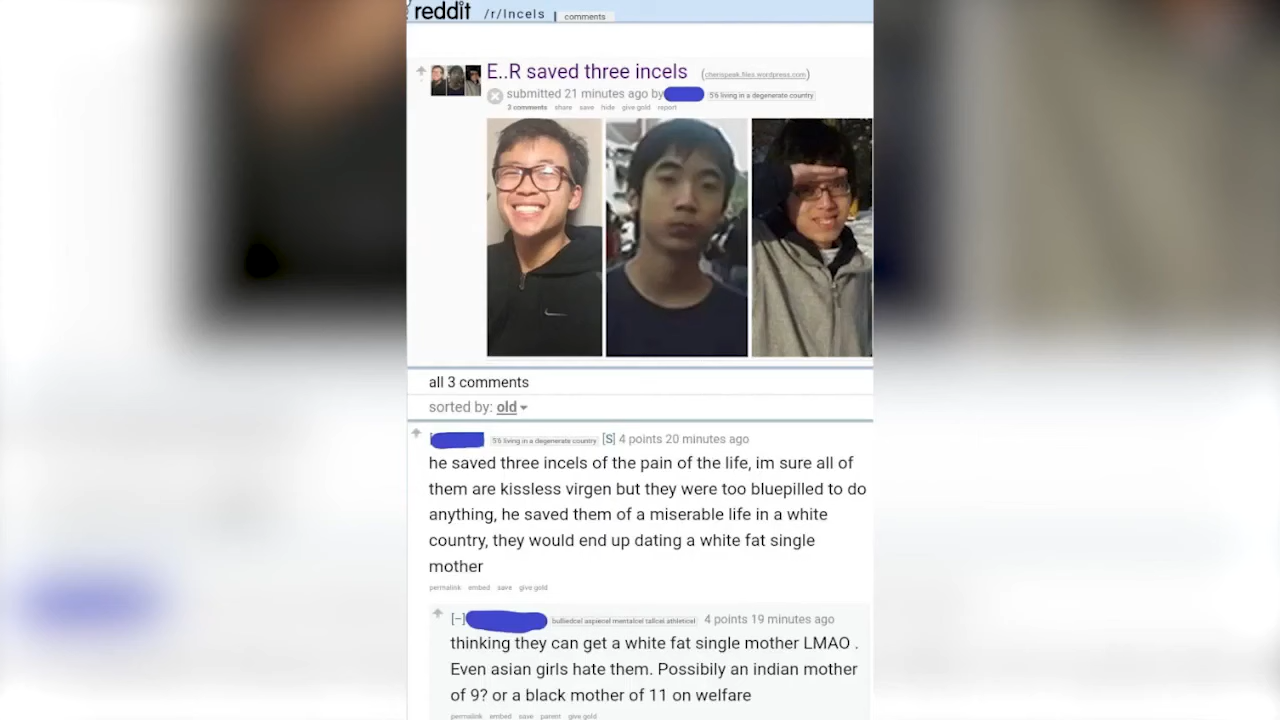 reddit /r/Incels | comments
E..R saved three incels (cherispeak.files.wordpress.com)
submitted 21 minutes ago by 5'6 living in a degenerate country
3 comments share save hide give gold report
all 3 comments
sorted by: old
5'6 living in a degenerate country [S] 4 points 20 minutes ago
he saved three incels of the pain of the life, im sure all of
them are kissless virgen but they were too bluepilled to do
anything, he saved them of a miserable life in a white
country, they would end up dating a white fat single
mother
permalink embed save give gold
[–] bulliedcel aspiecel mentalcel tallcel athleticel 4 points 19 minutes ago
thinking they can get a white fat single mother LMAO .
Even asian girls hate them. Possibily an indian mother
of 9? or a black mother of 11 on welfare
permalink embed save parent give gold